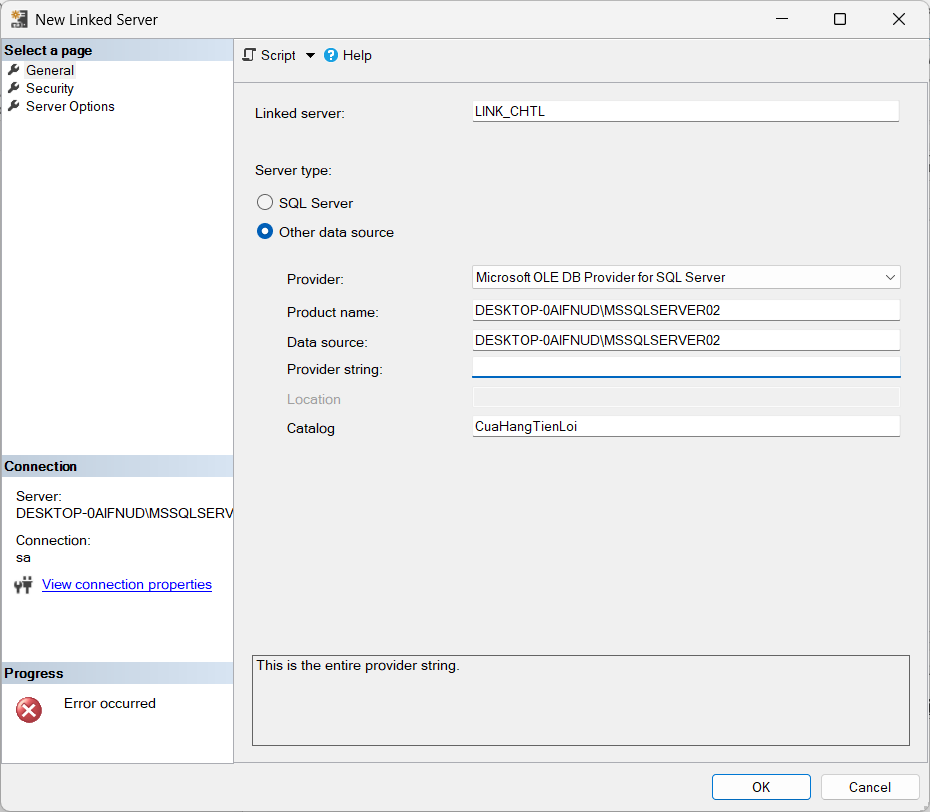 New Linked Server
Select a page
General
Security
Server Options
Script
Help
Linked server:
LINK_CHTL
Server type:
SQL Server
Other data source
Provider:
Microsoft OLE DB Provider for SQL Server
Product name:
DESKTOP-0AIFNUD\MSSQLSERVER02
Data source:
DESKTOP-0AIFNUD\MSSQLSERVER02
Provider string:
Location
Catalog
CuaHangTienLoi
Connection
Server:
DESKTOP-0AIFNUD\MSSQLSERV
Connection:
sa
View connection properties
Progress
Error occurred
This is the entire provider string.
OK
Cancel